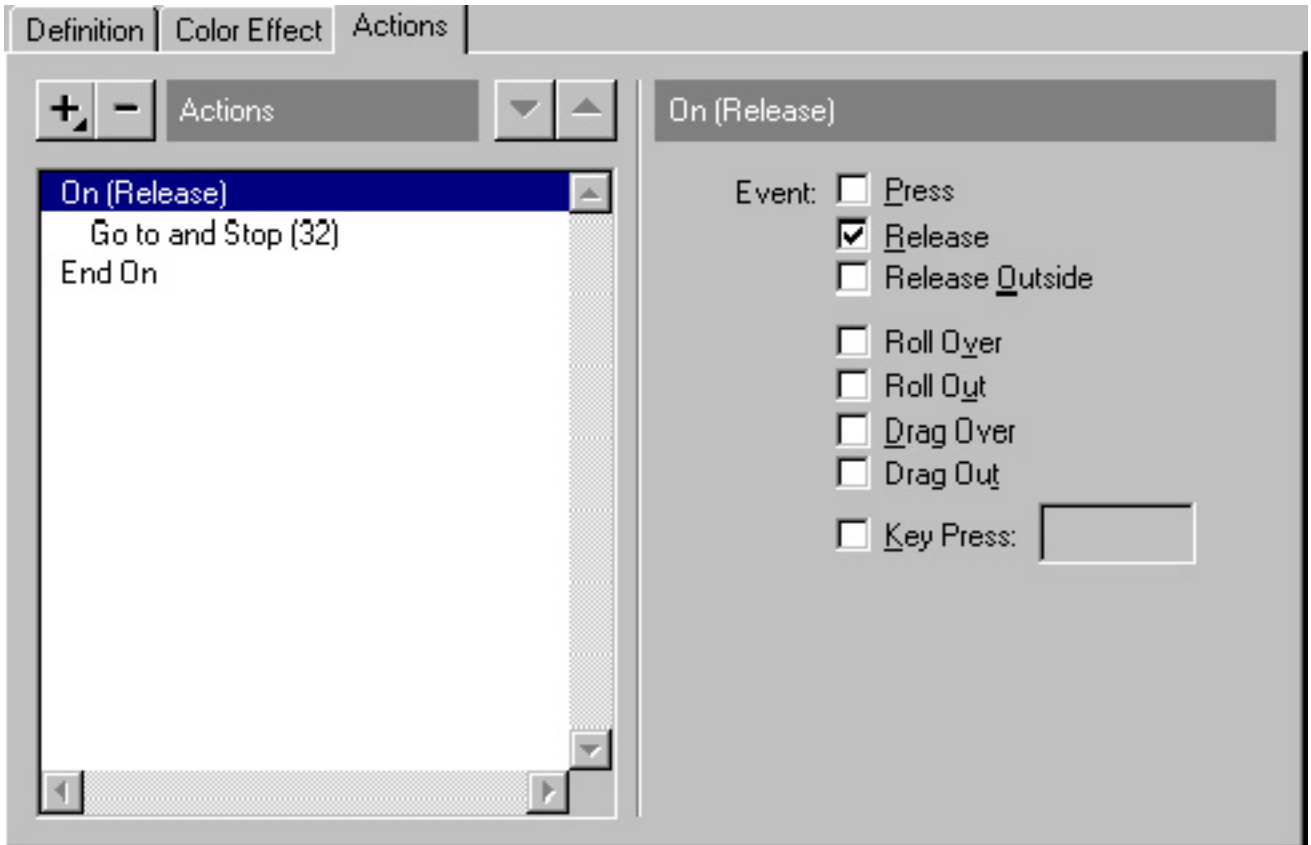 Definition Color Effect Actions
Actions
On (Release)
Go to and Stop (32)
End On
On (Release)
Event: Press
Release
Release Outside
Roll Over
Roll Out
Drag Over
Drag Out
Key Press: